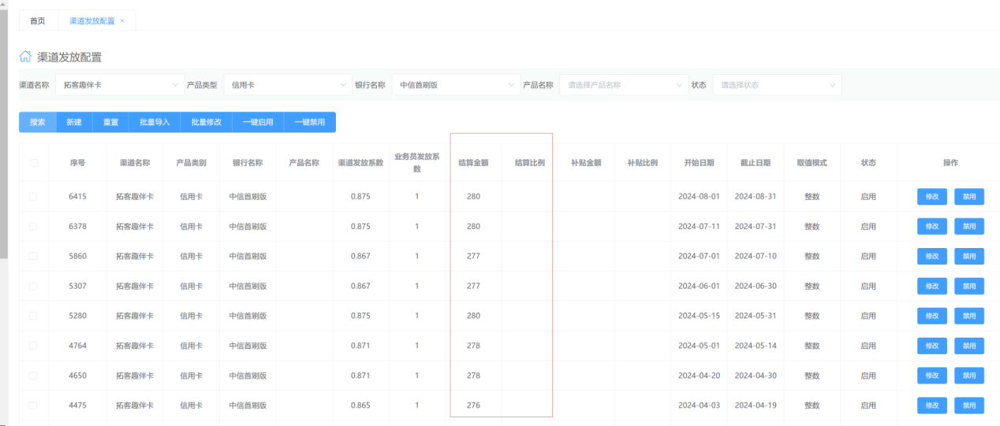 首页 渠道发放配置 ×
渠道发放配置
渠道名称 拓客趣伴卡 产品类型 信用卡 银行名称 中信首刷版 产品名称 请选择产品名称 状态 请选择状态
搜索 新建 重置 批量导入 批量修改 一键启用 一键禁用
序号 渠道名称 产品类别 银行名称 产品名称 渠道发放系数 业务员发放系数 结算金额 结算比例 补贴金额 补贴比例 开始日期 截止日期 取值模式 状态 操作
6415 拓客趣伴卡 信用卡 中信首刷版 0.875 1 280 2024-08-01 2024-08-31 整数 启用 修改 禁用
6378 拓客趣伴卡 信用卡 中信首刷版 0.875 1 280 2024-07-11 2024-07-31 整数 启用 修改 禁用
5860 拓客趣伴卡 信用卡 中信首刷版 0.867 1 277 2024-07-01 2024-07-10 整数 启用 修改 禁用
5307 拓客趣伴卡 信用卡 中信首刷版 0.867 1 277 2024-06-01 2024-06-30 整数 启用 修改 禁用
5280 拓客趣伴卡 信用卡 中信首刷版 0.875 1 280 2024-05-15 2024-05-31 整数 启用 修改 禁用
4764 拓客趣伴卡 信用卡 中信首刷版 0.871 1 278 2024-05-01 2024-05-14 整数 启用 修改 禁用
4650 拓客趣伴卡 信用卡 中信首刷版 0.871 1 278 2024-04-20 2024-04-30 整数 启用 修改 禁用
4475 拓客趣伴卡 信用卡 中信首刷版 0.865 1 276 2024-04-03 2024-04-19 整数 启用 修改 禁用